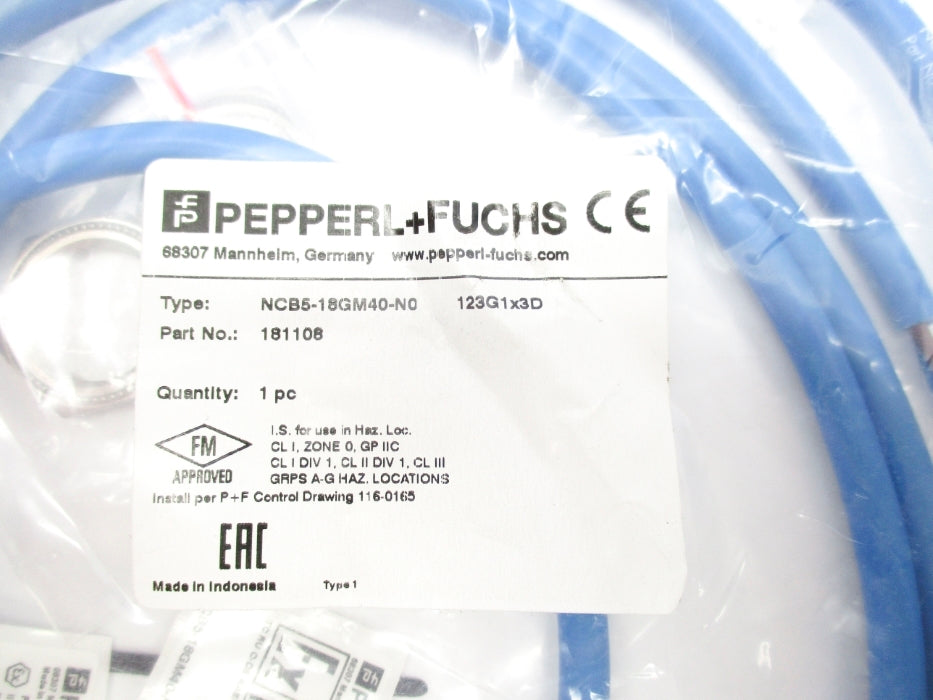 PEPPERL+FUCHS CE
68307 Mannheim, Germany www.pepperl-fuchs.com
Type: NCB5-18GM40-N0 123G1x3D
Part No.: 181108
Quantity: 1 pc
FM
APPROVED
I.S. for use in Haz. Loc.
CL I, ZONE 0, GP IIC
CL I DIV 1, CL II DIV 1, CL III
GRPS A-G HAZ. LOCATIONS
Install per P+F Control Drawing 116-0165
EAC
Made in Indonesia Type 1